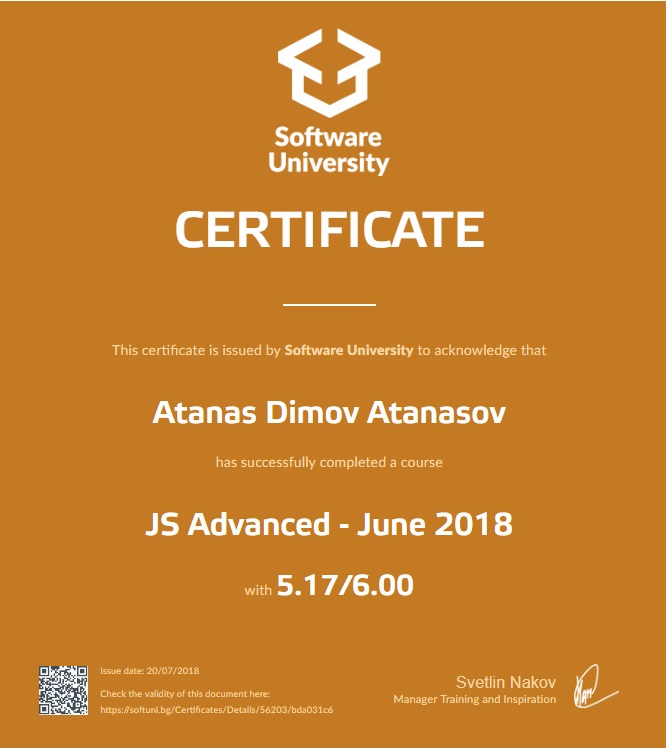 Software
University
CERTIFICATE
This certificate is issued by Software University to acknowledge that
Atanas Dimov Atanasov
has successfully completed a course
JS Advanced - June 2018
with 5.17/6.00
Issue date: 20/07/2018
Check the validity of this document here:
https://softuni.bg/Certificates/Details/56203/bda031c6
Svetlin Nakov
Manager Training and Inspiration